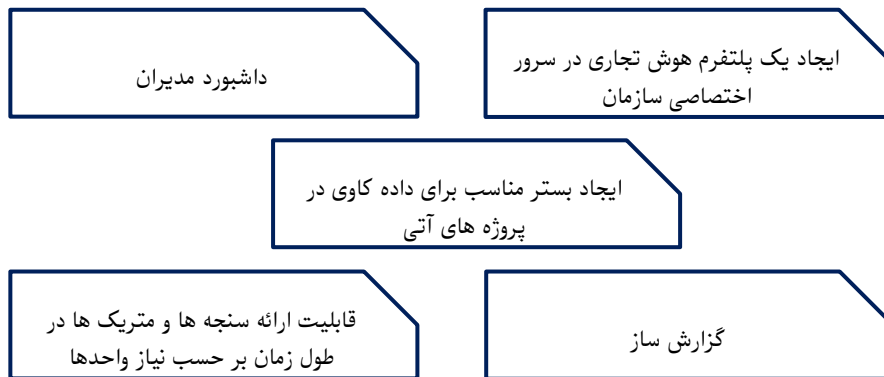 ایجاد یک پلتفرم هوش تجاری در سرور
اختصاصی سازمان
داشبورد مدیران
ایجاد بستر مناسب برای داده کاوی در
پروژه های آتی
گزارش ساز
قابلیت ارائه سنجه ها و متریک ها در
طول زمان بر حسب نیاز واحدها